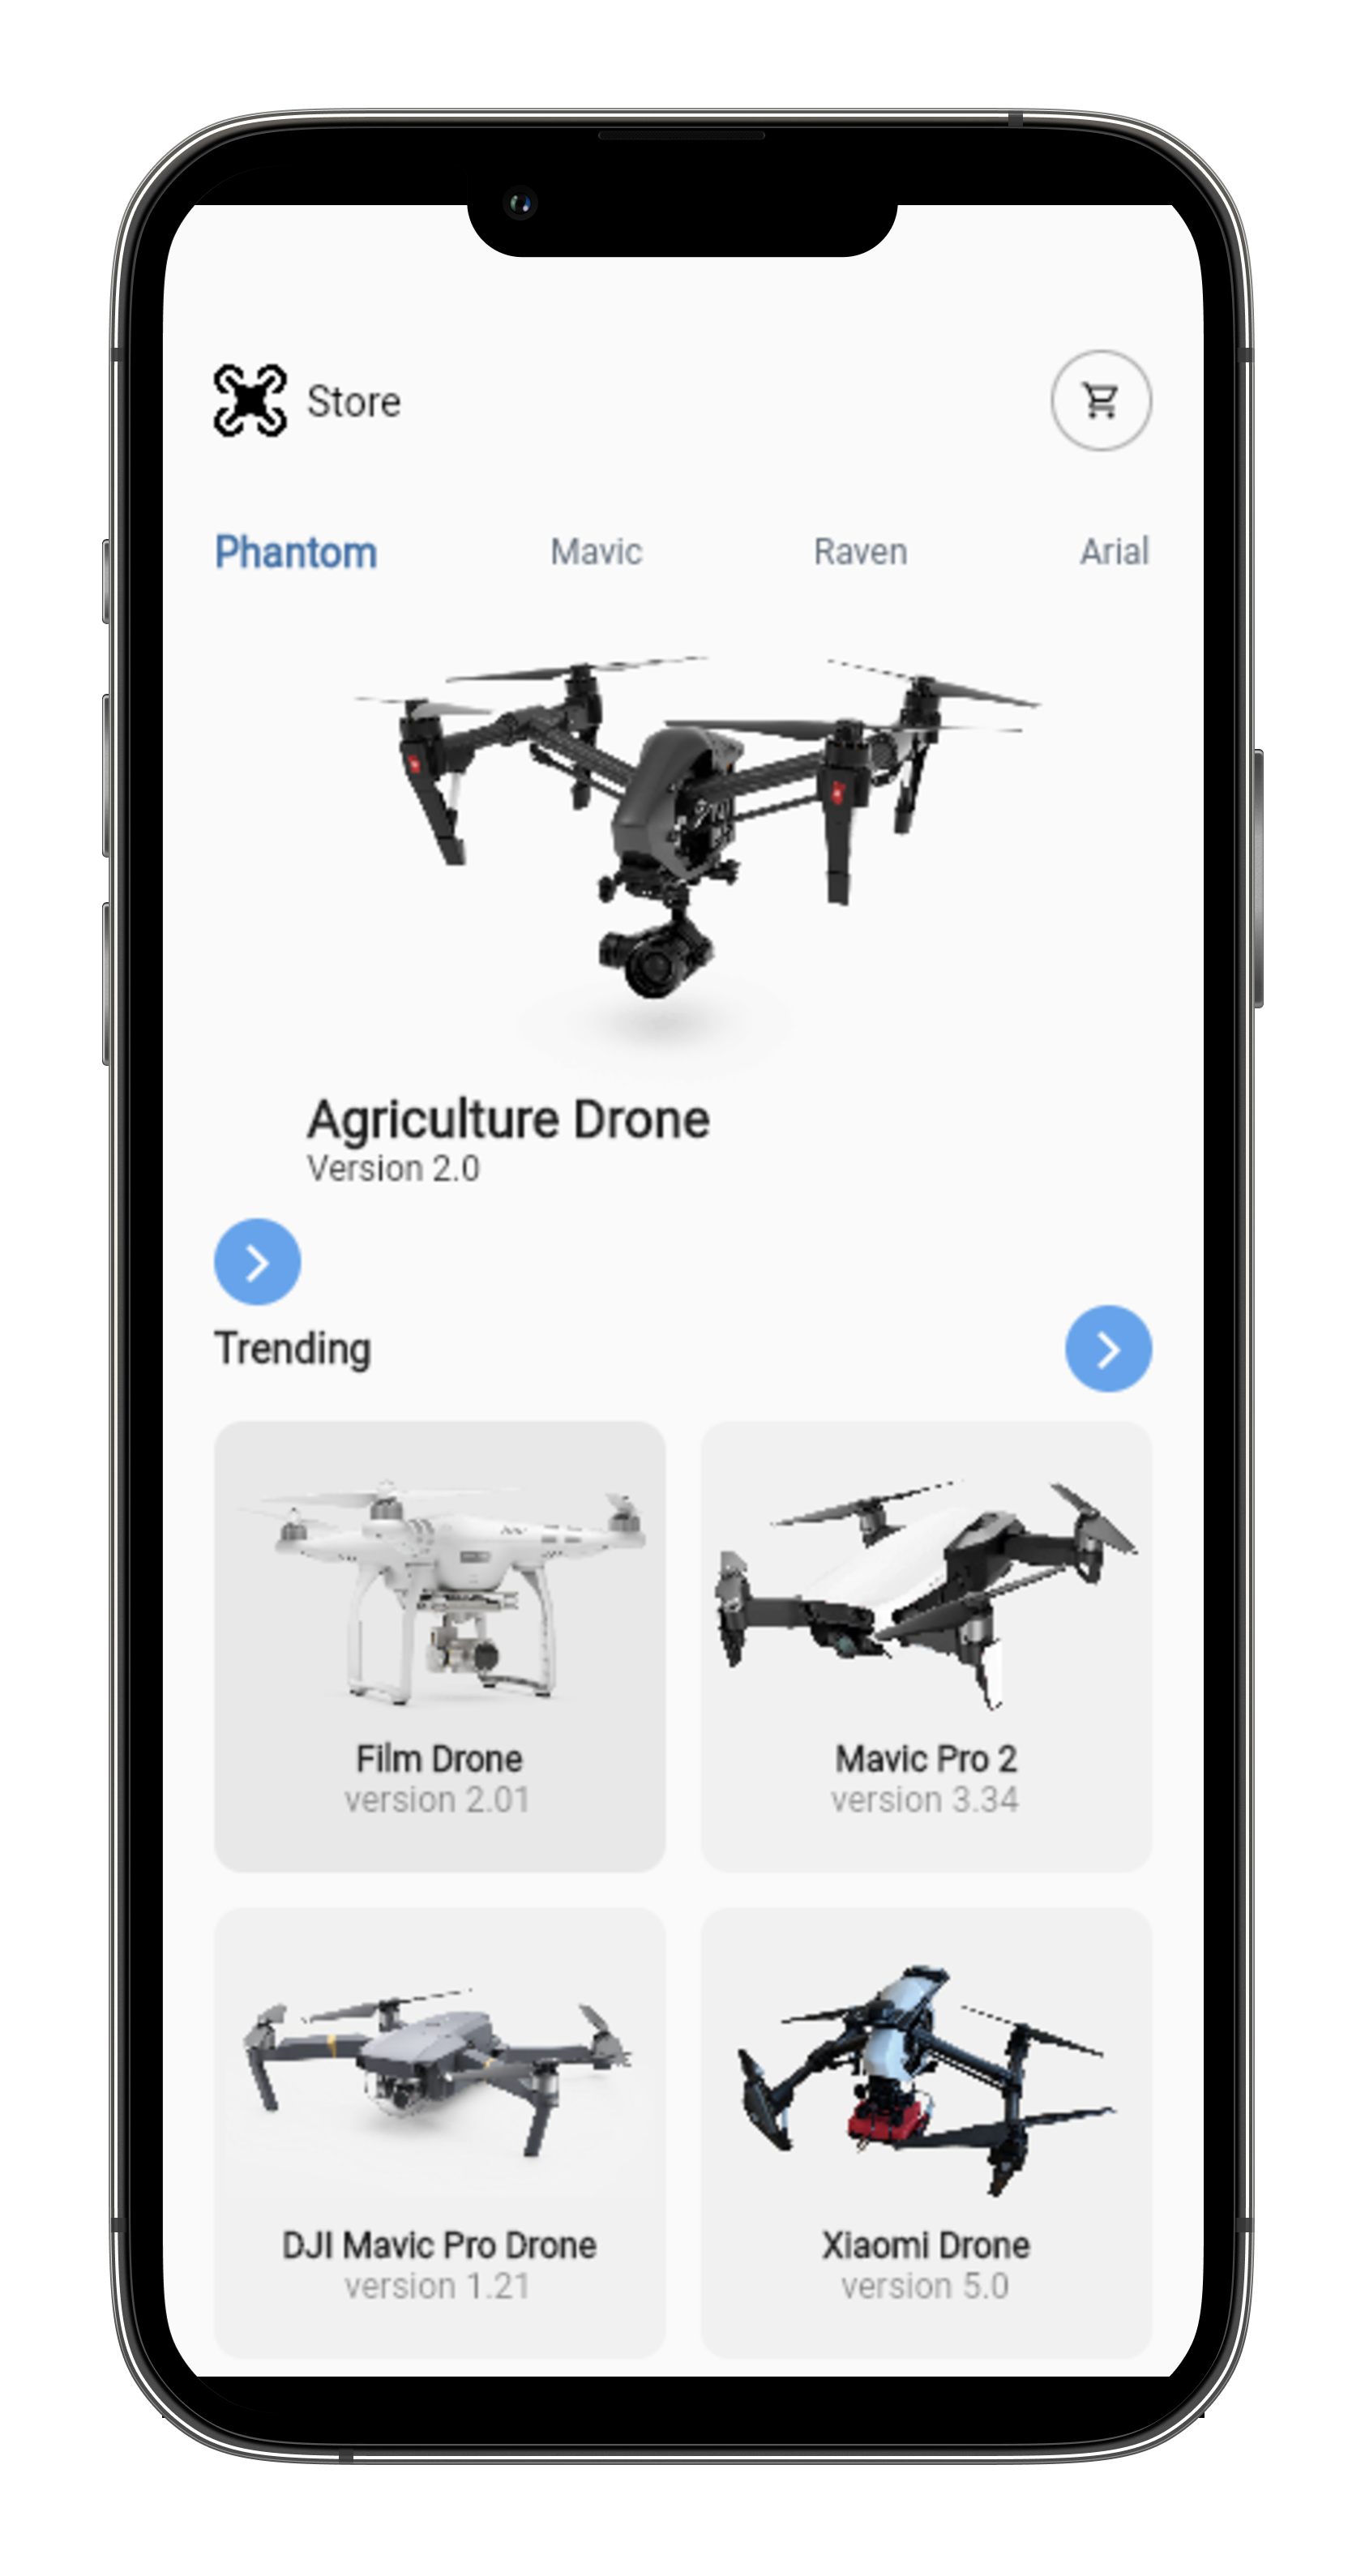 Store
Phantom Mavic Raven Arial
Agriculture Drone
Version 2.0
Trending
Film Drone
version 2.01
Mavic Pro 2
version 3.34
DJI Mavic Pro Drone
version 1.21
Xiaomi Drone
version 5.0